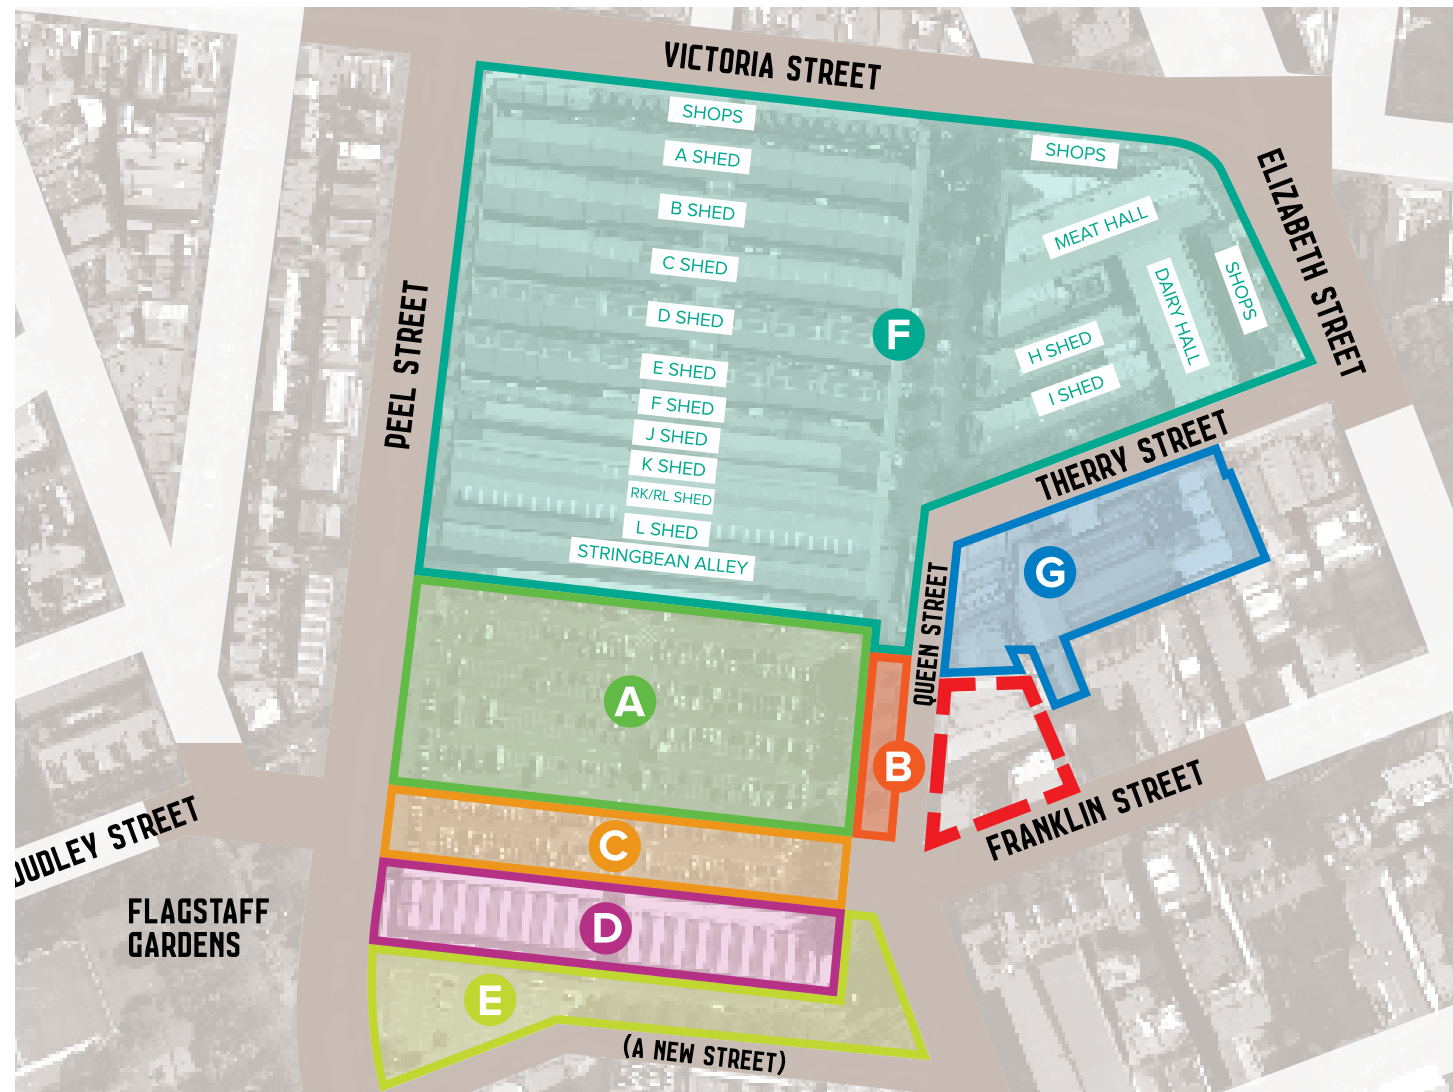 VICTORIA STREET
SHOPS
A SHED
B SHED
C SHED
D SHED
E SHED
F SHED
J SHED
K SHED
RK/RL SHED
L SHED
STRINGBEAN ALLEY
SHOPS
MEAT HALL
DAIRY HALL
SHOPS
H SHED
I SHED
F
ELIZABETH STREET
PEEL STREET
THERRY STREET
G
QUEEN STREET
A
B
C
D
E
FRANKLIN STREET
DUDLEY STREET
FLAGSTAFF
GARDENS
(A NEW STREET)